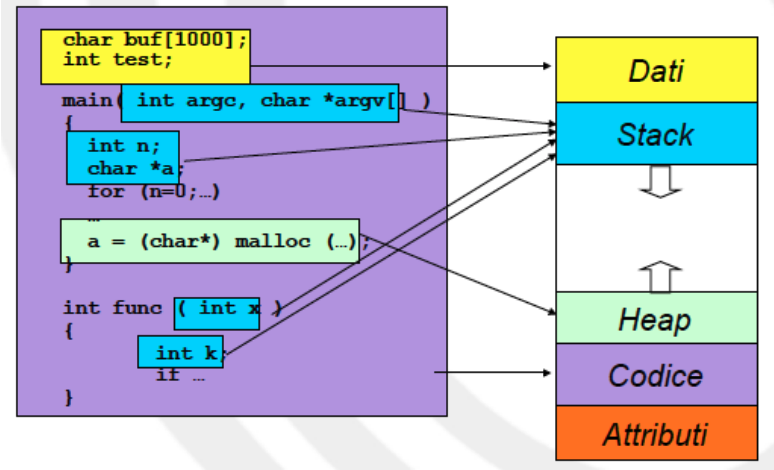 char buf[1000];
int test;
main( int argc, char *argv[] )
{
int n;
char *a;
for (n=0;…)
…
a = (char*) malloc (…);
}
int func ( int x )
{
int k;
if …
}
Dati
Stack
Heap
Codice
Attributi